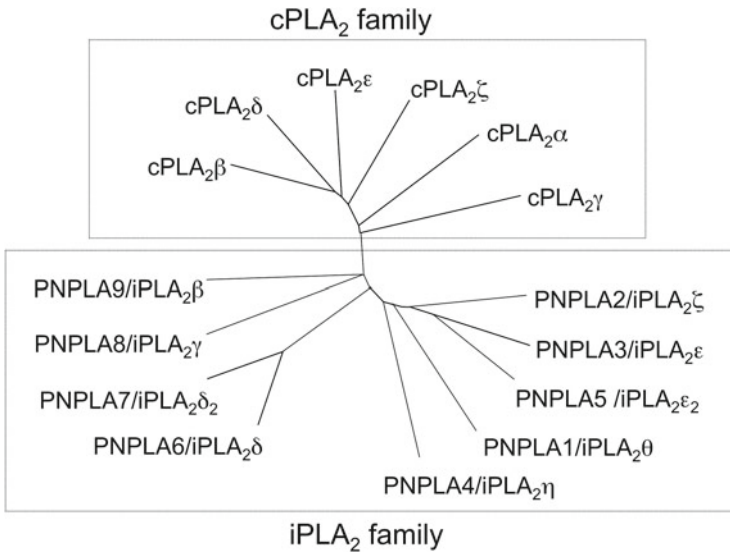 cPLA₂ family
cPLA₂ε
cPLA₂ζ
cPLA₂δ
cPLA₂α
cPLA₂β
cPLA₂γ
PNPLA9/iPLA₂β
PNPLA2/iPLA₂ζ
PNPLA8/iPLA₂γ
PNPLA3/iPLA₂ε
PNPLA7/iPLA₂δ₂
PNPLA5 /iPLA₂ε₂
PNPLA6/iPLA₂δ
PNPLA1/iPLA₂θ
PNPLA4/iPLA₂η
iPLA₂ family